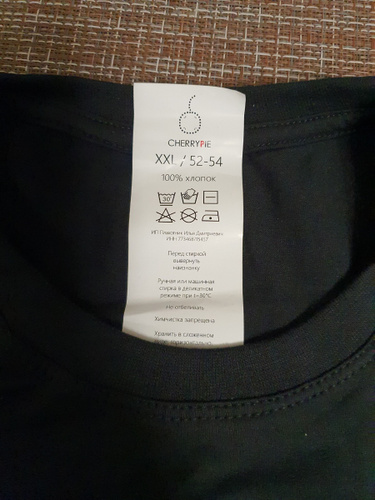 CHERRYPIE
XXL / 52-54
100% хлопок
30
Перед стиркой
вывернуть
наизнанку
Ручная или машинная
стирка в деликатном
режиме при t=30°C
Не отбеливать
Химчистка запрещена
Хранить в сложенном